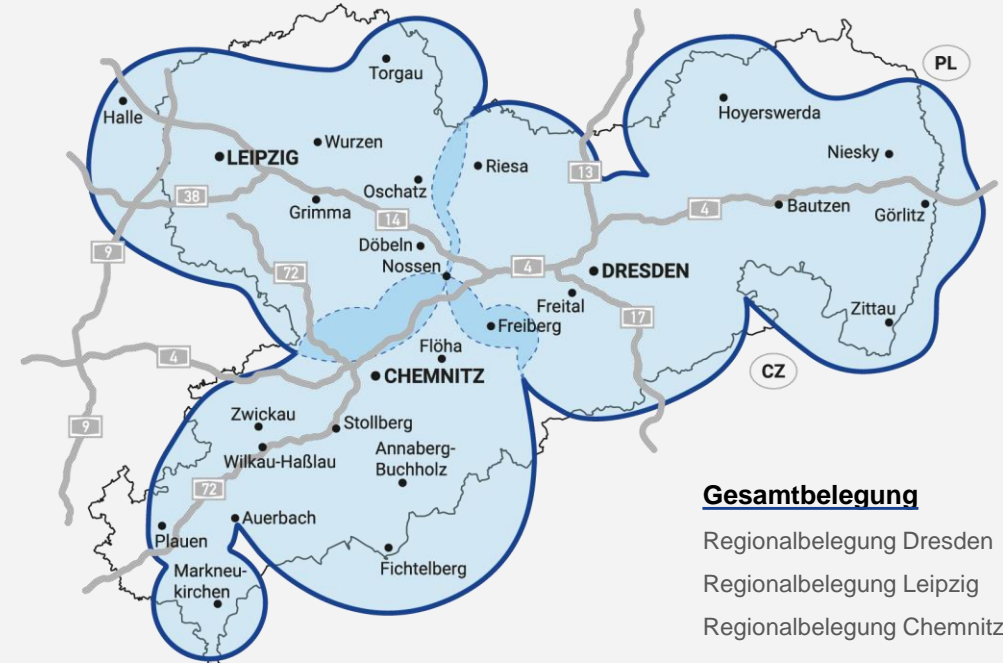 Torgau
PL
Halle
Hoyerswerda
Wurzen
LEIPZIG
Niesky
Riesa
13
Oschatz
38
Grimma
Bautzen
4
Görlitz
14
Döbeln
9
Nossen
72
4
DRESDEN
Freital
Zittau
17
Freiberg
Flöha
4
CHEMNITZ
CZ
Zwickau
Stollberg
9
Annaberg-
Buchholz
Wilkau-Haßlau
72
Auerbach
Plauen
Fichtelberg
Markneu-
kirchen
Gesamtbelegung
Regionalbelegung Dresden
Regionalbelegung Leipzig
Regionalbelegung Chemnitz